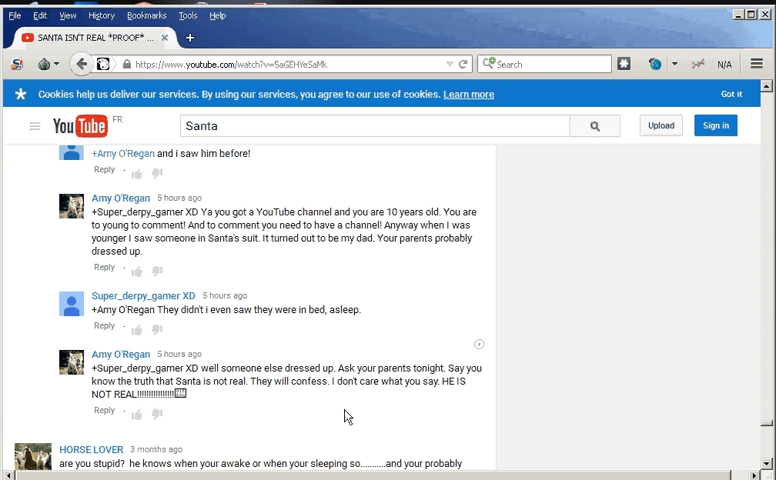 File Edit View History Bookmarks Tools Help
SANTA ISN'T REAL *PROOF* ...
https://www.youtube.com/watch?v=5aGEHYeSaMk
Search
N/A
Cookies help us deliver our services. By using our services, you agree to our use of cookies. Learn more
Got it
YouTube FR
Santa
Upload
Sign in
+Amy O'Regan and i saw him before!
Reply
Amy O'Regan 5 hours ago
+Super_derpy_gamer XD Ya you got a YouTube channel and you are 10 years old. You are
to young to comment! And to comment you need to have a channel! Anyway when I was
younger I saw someone in Santa's suit. It turned out to be my dad. Your parents probably
dressed up.
Reply
Super_derpy_gamer XD 5 hours ago
+Amy O'Regan They didn't i even saw they were in bed, asleep.
Reply
Amy O'Regan 5 hours ago
+Super_derpy_gamer XD well someone else dressed up. Ask your parents tonight. Say you
know the truth that Santa is not real. They will confess. I don't care what you say. HE IS
NOT REAL!!!!!!!!!!!!!!!!
Reply
HORSE LOVER 3 months ago
are you stupid? he knows when your awake or when your sleeping so..........and your probably